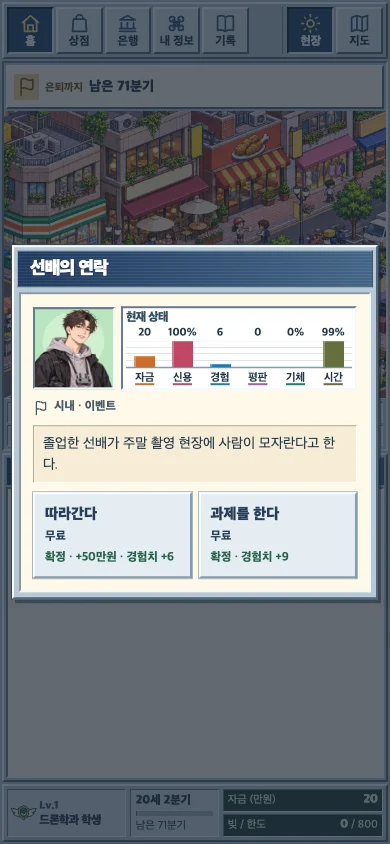 홈
상점
은행
내 정보
기록
현장
지도
은퇴까지 남은 71분기
선배의 연락
현재 상태
20 100% 6 0 0% 99%
자금 신용 경험 평판 기체 시간
시내 · 이벤트
졸업한 선배가 주말 촬영 현장에 사람이 모자란다고 한
다.
따라간다
무료
확정 · +50만원 · 경험치 +6
과제를 한다
무료
확정 · 경험치 +9
Lv.1
드론학과 학생
20세 2분기
남은 71분기
자금 (만원) 20
빚 / 한도 0 / 800